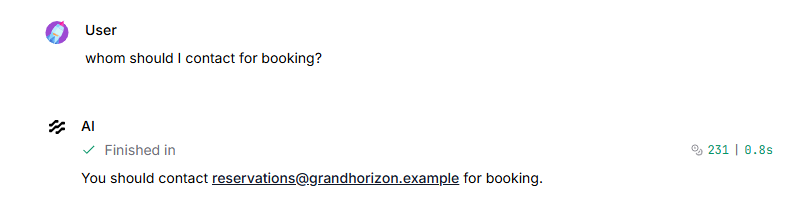 User
whom should I contact for booking?
AI
Finished in 231 | 0.8s
You should contact reservations@grandhorizon.example for booking.